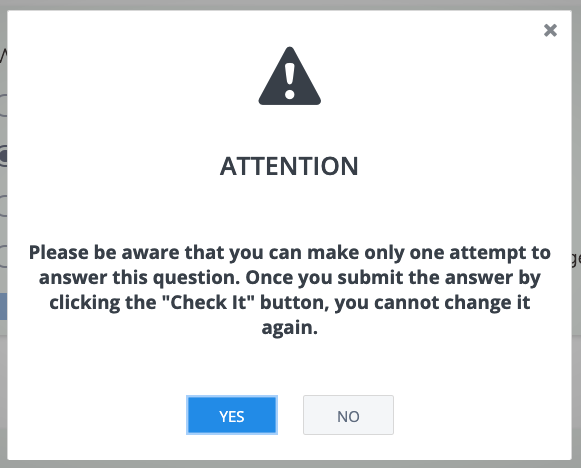 ATTENTION
Please be aware that you can make only one attempt to
answer this question. Once you submit the answer by
clicking the "Check It" button, you cannot change it
again.
YES
NO